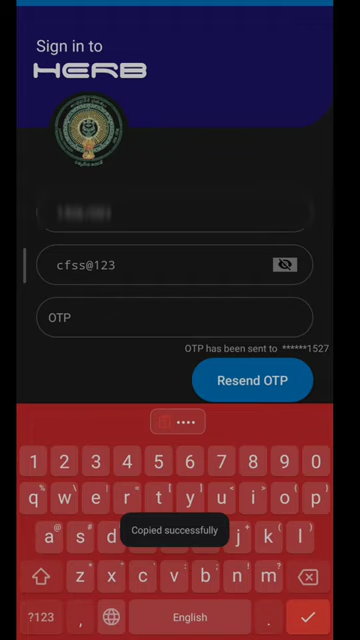 Sign in to
HERB
cfss@123
OTP
OTP has been sent to ******1527
Resend OTP
1 2 3 4 5 6 7 8 9 0
q w e r t y u i o p
a s d j k l
Copied successfully
z x c v b n m
?123 , English .